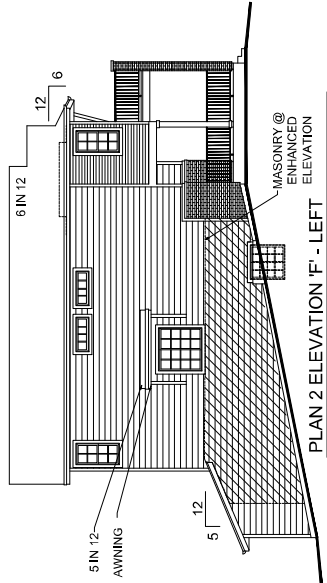 6 IN 12
12
6
5 IN 12
AWNING
12
5
MASONRY @
ENHANCED
ELEVATION
PLAN 2 ELEVATION 'F' - LEFT